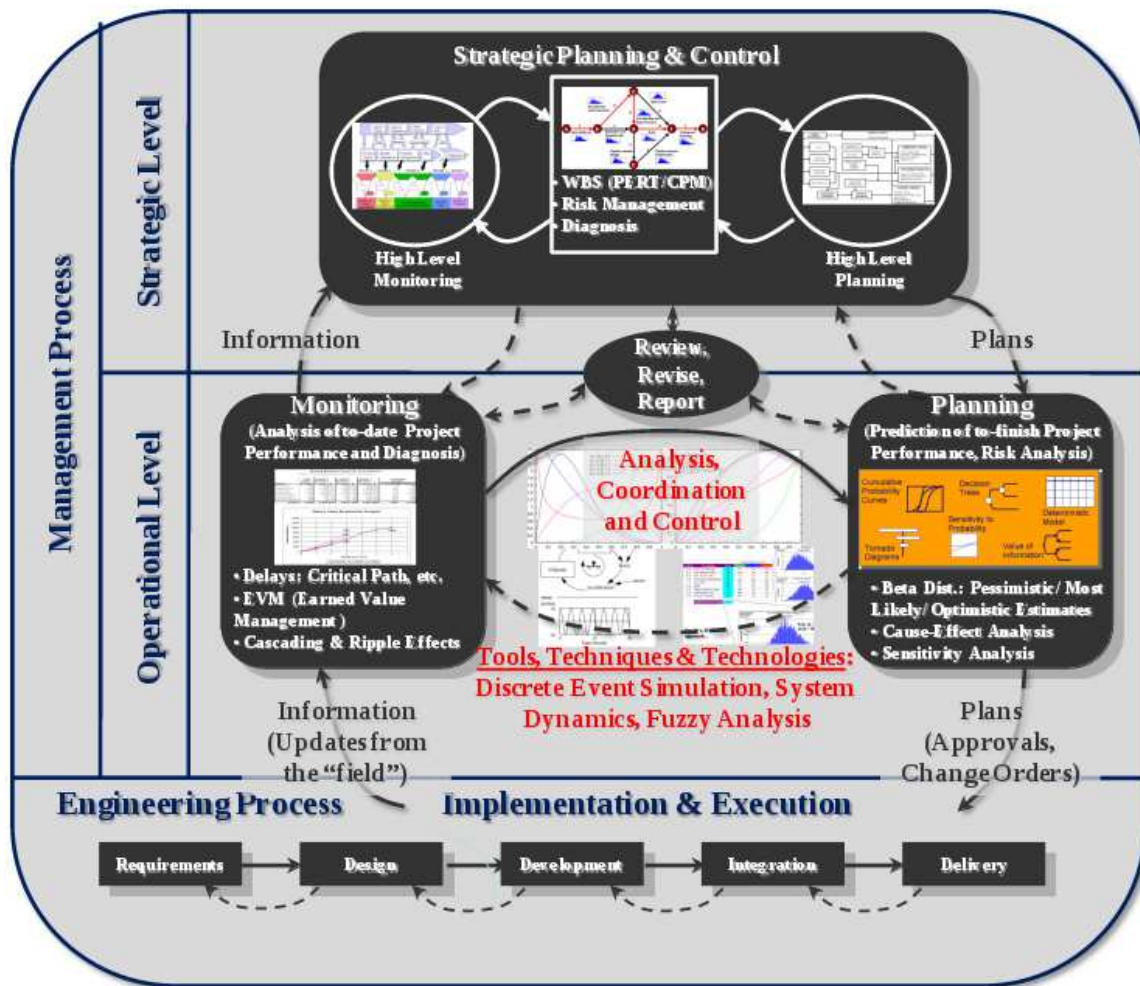 Management Process
Strategic Level
Operational Level
Strategic Planning & Control
• WBS (PERT/CPM)
• Risk Management
• Diagnosis
High Level
Monitoring
High Level
Planning
Information
Plans
Review,
Revise,
Report
Monitoring
(Analysis of to-date Project
Performance and Diagnosis)
• Delays: Critical Path, etc.
• EVM (Earned Value
Management )
• Cascading & Ripple Effects
Analysis,
Coordination
and Control
Tools, Techniques & Technologies:
Discrete Event Simulation, System
Dynamics, Fuzzy Analysis
Planning
(Prediction of to-finish Project
Performance, Risk Analysis)
Cumulative
Probability
Curves
Decision
Trees
Deterministic
Model
Sensitivity to
Probability
Tornado
Diagrams
Value of
Information
• Beta Dist.: Pessimistic/ Most
Likely/ Optimistic Estimates
• Cause-Effect Analysis
• Sensitivity Analysis
Information
(Updates from
the “field”)
Plans
(Approvals,
Change Orders)
Engineering Process
Implementation & Execution
Requirements
Design
Development
Integration
Delivery